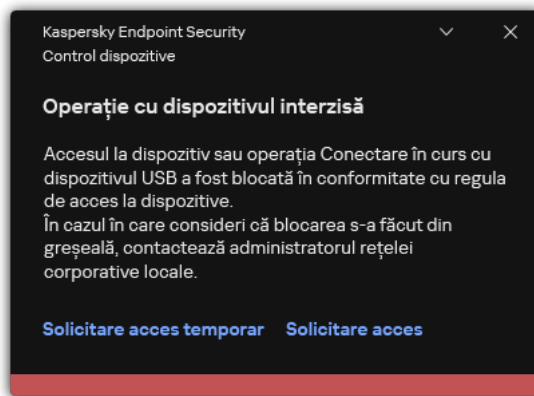 Kaspersky Endpoint Security
Control dispozitive
Operație cu dispozitivul interzisă
Accesul la dispozitiv sau operația Conectare în curs cu
dispozitivul USB a fost blocată în conformitate cu regula
de acces la dispozitive.
În cazul în care consideri că blocarea s-a făcut din
greșeală, contactează administratorul rețelei
corporative locale.
Solicitare acces temporar Solicitare acces